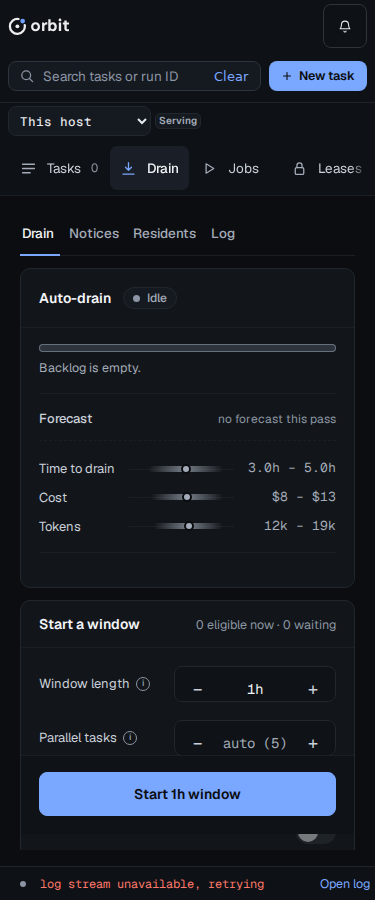 orbit
Search tasks or run ID Clear
+ New task
This host Serving
Tasks 0 Drain Jobs Leases
Drain Notices Residents Log
Auto-drain Idle
Backlog is empty.
Forecast no forecast this pass
Time to drain 3.0h – 5.0h
Cost $8 – $13
Tokens 12k – 19k
Start a window 0 eligible now · 0 waiting
Window length i − 1h +
Parallel tasks i − auto (5) +
Start 1h window
log stream unavailable, retrying Open log